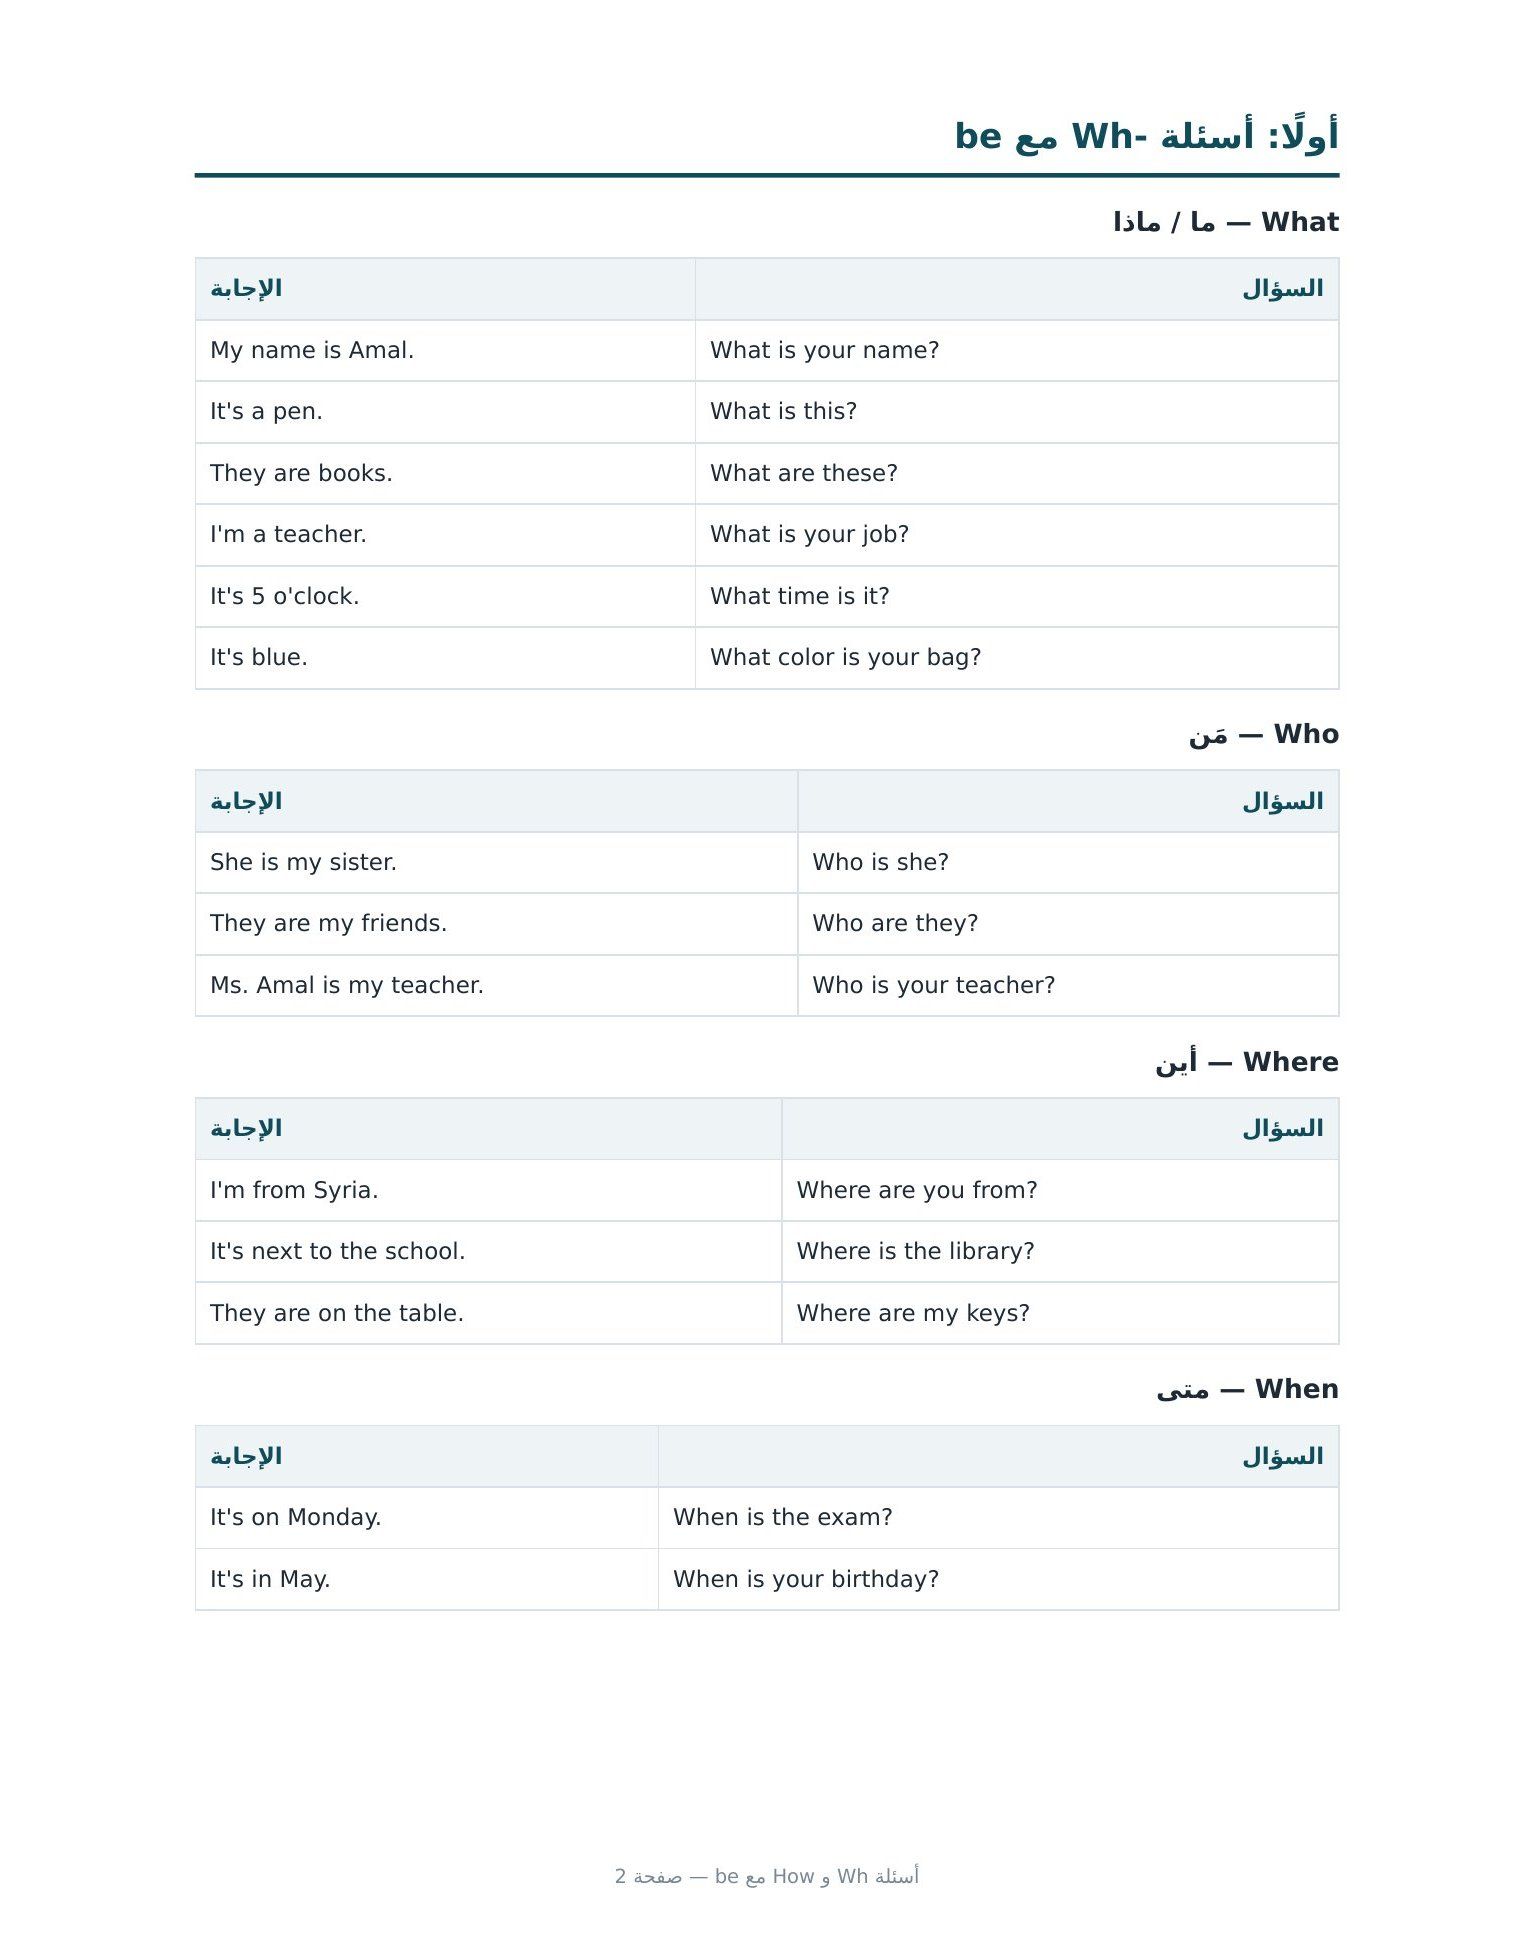 أولًا: أسئلة Wh- مع be
What — ما / ماذا
السؤال الإجابة
What is your name? My name is Amal.
What is this? It's a pen.
What are these? They are books.
What is your job? I'm a teacher.
What time is it? It's 5 o'clock.
What color is your bag? It's blue.
Who — مَن
السؤال الإجابة
Who is she? She is my sister.
Who are they? They are my friends.
Who is your teacher? Ms. Amal is my teacher.
Where — أين
السؤال الإجابة
Where are you from? I'm from Syria.
Where is the library? It's next to the school.
Where are my keys? They are on the table.
When — متى
السؤال الإجابة
When is the exam? It's on Monday.
When is your birthday? It's in May.
أسئلة Wh و How مع be — صفحة 2